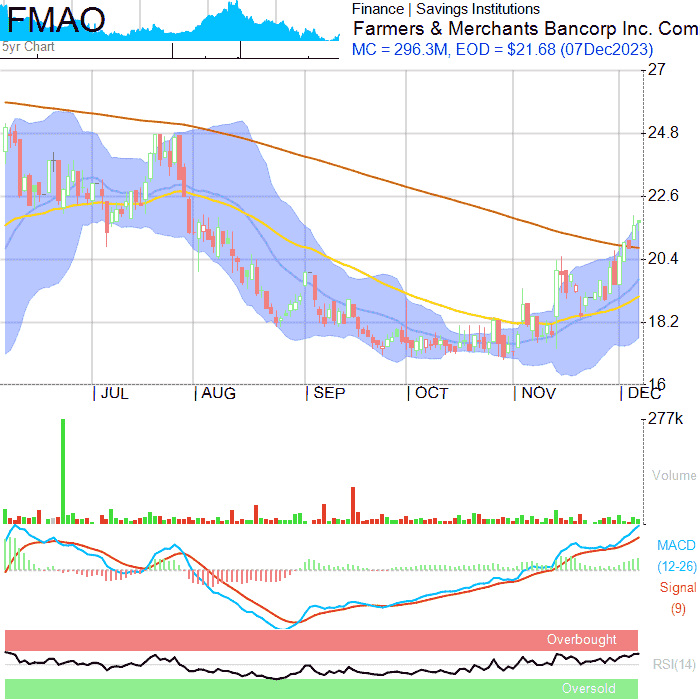 FMAO
5yr Chart
Finance | Savings Institutions
Farmers & Merchants Bancorp Inc. Com
MC = 296.3M, EOD = $21.68 (07Dec2023)
27
24.8
22.6
20.4
18.2
16
JUL AUG SEP OCT NOV DEC
277k
Volume
MACD
(12-26)
Signal
(9)
Overbought
RSI(14)
Oversold